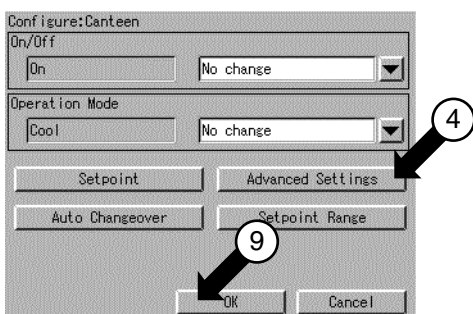 Configure:Canteen
On/Off
On No change
Operation Mode
Cool No change
4
Setpoint Advanced Settings
Auto Changeover Setpoint Range
9
OK Cancel